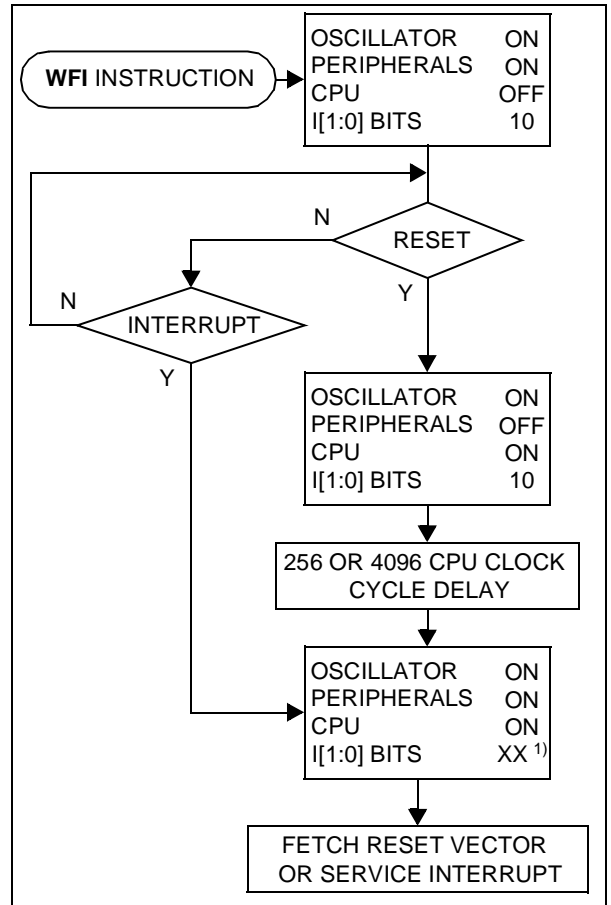 WFI INSTRUCTION
OSCILLATOR ON
PERIPHERALS ON
CPU OFF
I[1:0] BITS 10
N
RESET
Y
N
INTERRUPT
Y
OSCILLATOR ON
PERIPHERALS OFF
CPU ON
I[1:0] BITS 10
256 OR 4096 CPU CLOCK
CYCLE DELAY
OSCILLATOR ON
PERIPHERALS ON
CPU ON
I[1:0] BITS XX 1)
FETCH RESET VECTOR
OR SERVICE INTERRUPT